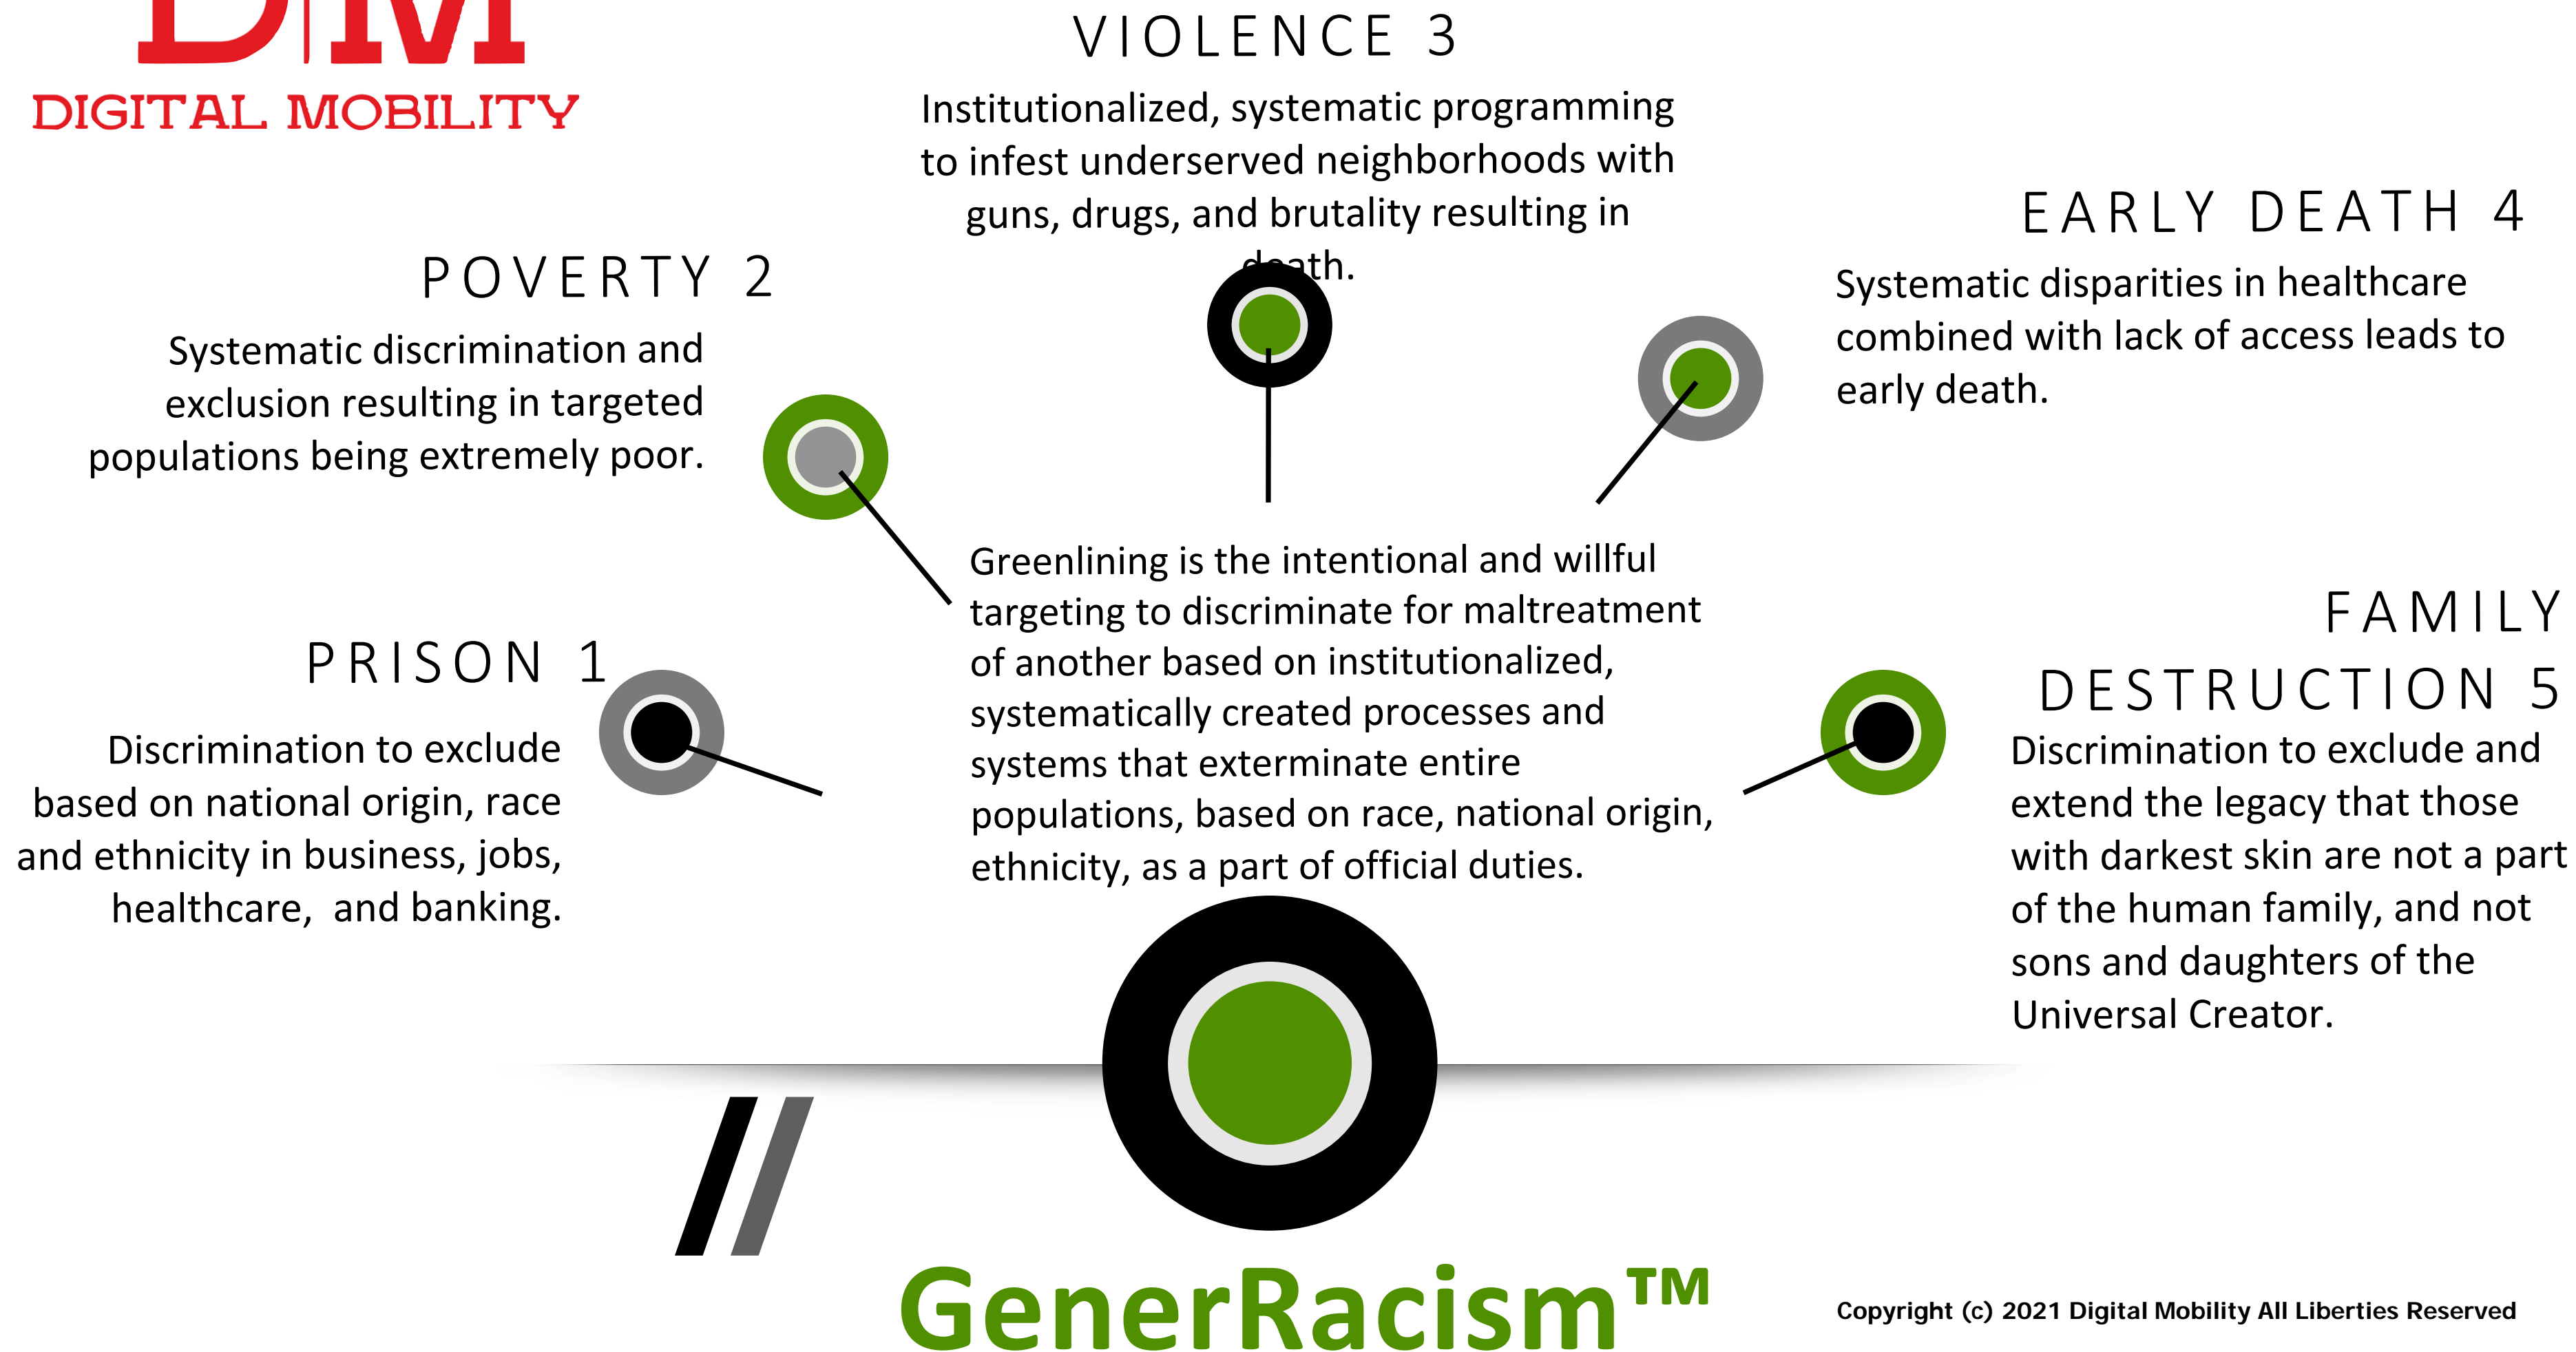 DM
DIGITAL MOBILITY
VIOLENCE 3
Institutionalized, systematic programming
to infest underserved neighborhoods with
guns, drugs, and brutality resulting in
death.
EARLY DEATH 4
Systematic disparities in healthcare
combined with lack of access leads to
early death.
POVERTY 2
Systematic discrimination and
exclusion resulting in targeted
populations being extremely poor.
Greenlining is the intentional and willful
targeting to discriminate for maltreatment
of another based on institutionalized,
systematically created processes and
systems that exterminate entire
populations, based on race, national origin,
ethnicity, as a part of official duties.
PRISON 1
Discrimination to exclude
based on national origin, race
and ethnicity in business, jobs,
healthcare,  and banking.
FAMILY
DESTRUCTION 5
Discrimination to exclude and
extend the legacy that those
with darkest skin are not a part
of the human family, and not
sons and daughters of the
Universal Creator.
GenerRacism™
Copyright (c) 2021 Digital Mobility All Liberties Reserved